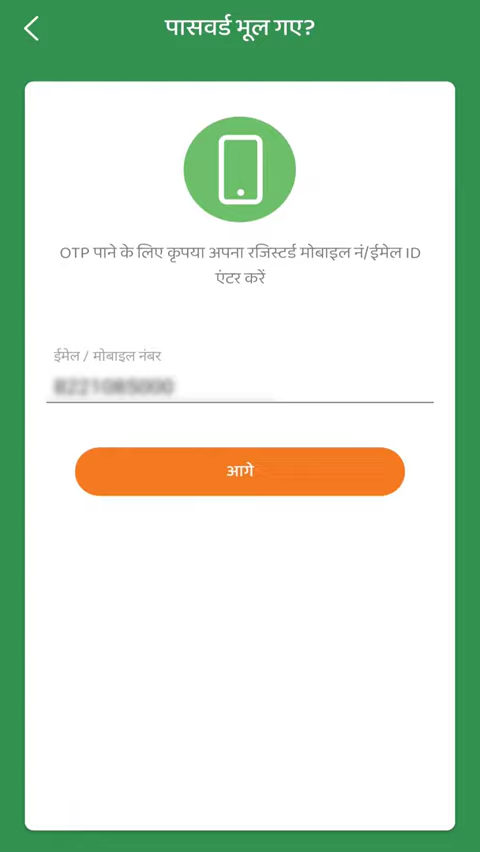 पासवर्ड भूल गए?
OTP पाने के लिए कृपया अपना रजिस्टर्ड मोबाइल नं/ईमेल ID
एंटर करें
ईमेल / मोबाइल नंबर
आगे